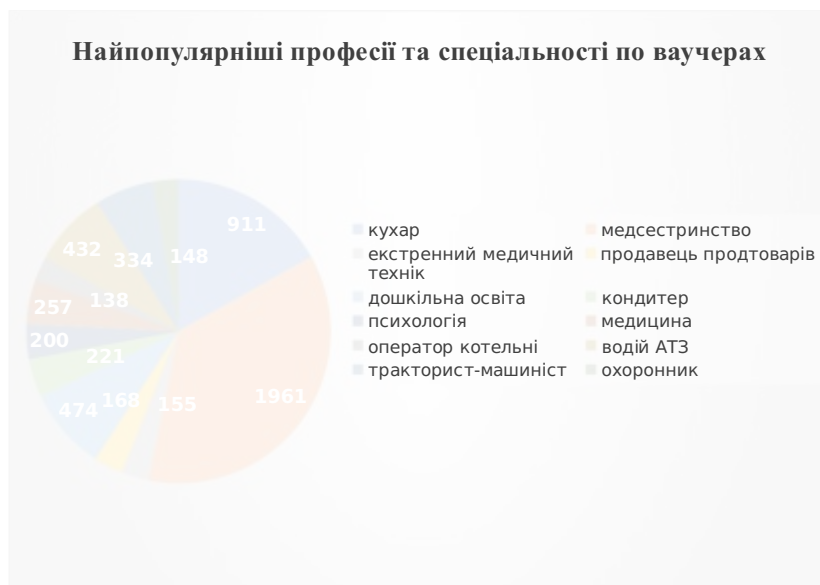 Найпопулярніші професії та спеціальності по ваучерах
911
1961
155
168
474
221
200
257
138
432
334
148
кухар
медсестринство
екстренний медичний
технік
продавець продтоварів
дошкільна освіта
кондитер
психологія
медицина
оператор котельні
водій АТЗ
тракторист-машиніст
охоронник